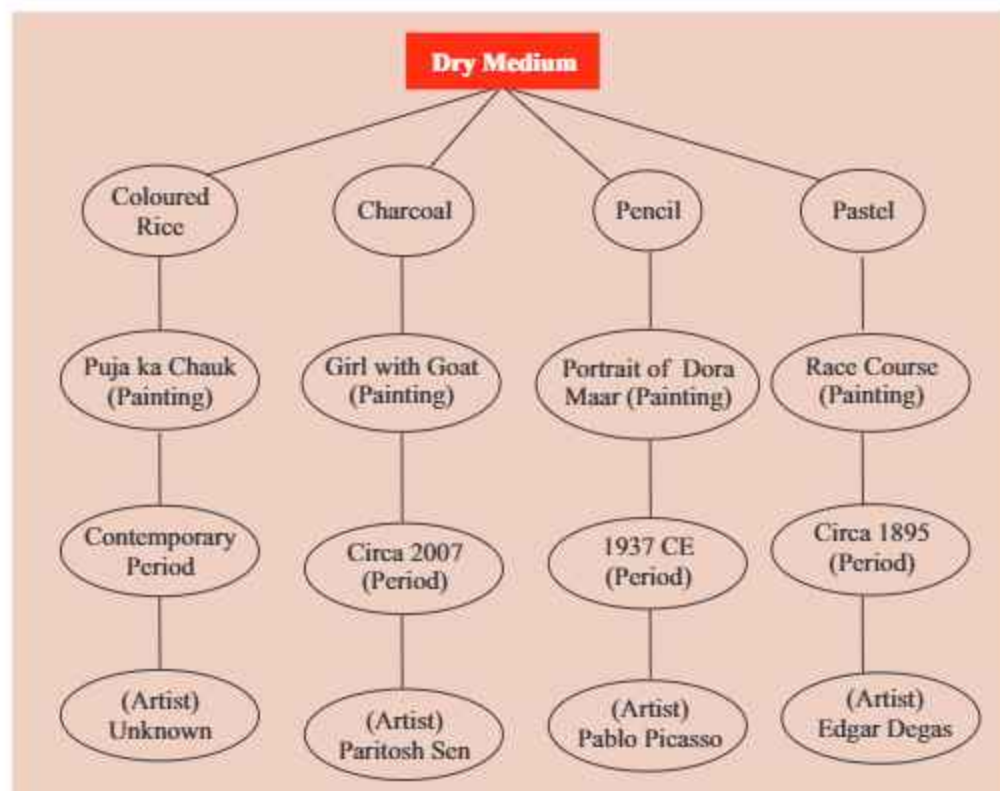 Dry Medium
Coloured
Rice
Charcoal
Pencil
Pastel
Puja ka Chauk
(Painting)
Girl with Goat
(Painting)
Portrait of Dora
Maar (Painting)
Race Course
(Painting)
Contemporary
Period
Circa 2007
(Period)
1937 CE
(Period)
Circa 1895
(Period)
(Artist)
Unknown
(Artist)
Paritosh Sen
(Artist)
Pablo Picasso
(Artist)
Edgar Degas